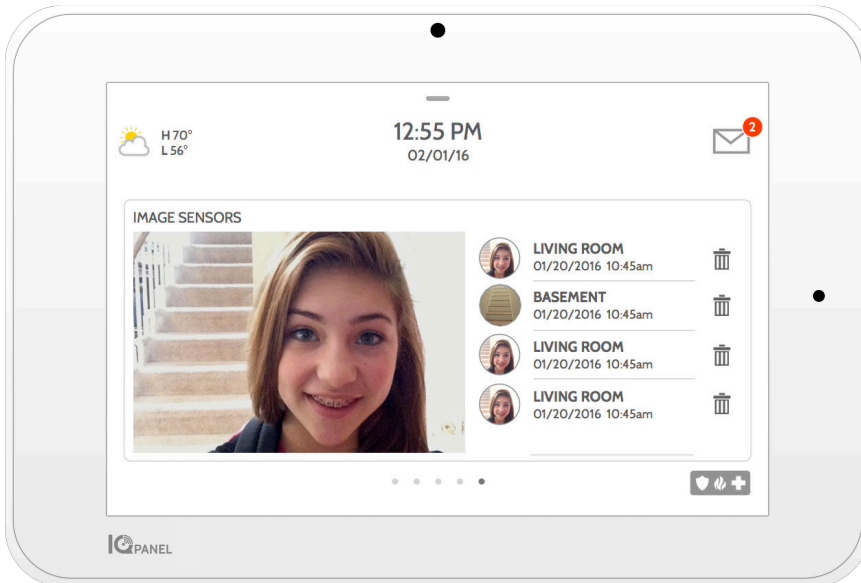 H 70°
L 56°
12:55 PM
02/01/16
2
IMAGE SENSORS
LIVING ROOM
01/20/2016 10:45am
BASEMENT
01/20/2016 10:45am
LIVING ROOM
01/20/2016 10:45am
LIVING ROOM
01/20/2016 10:45am
IQ PANEL